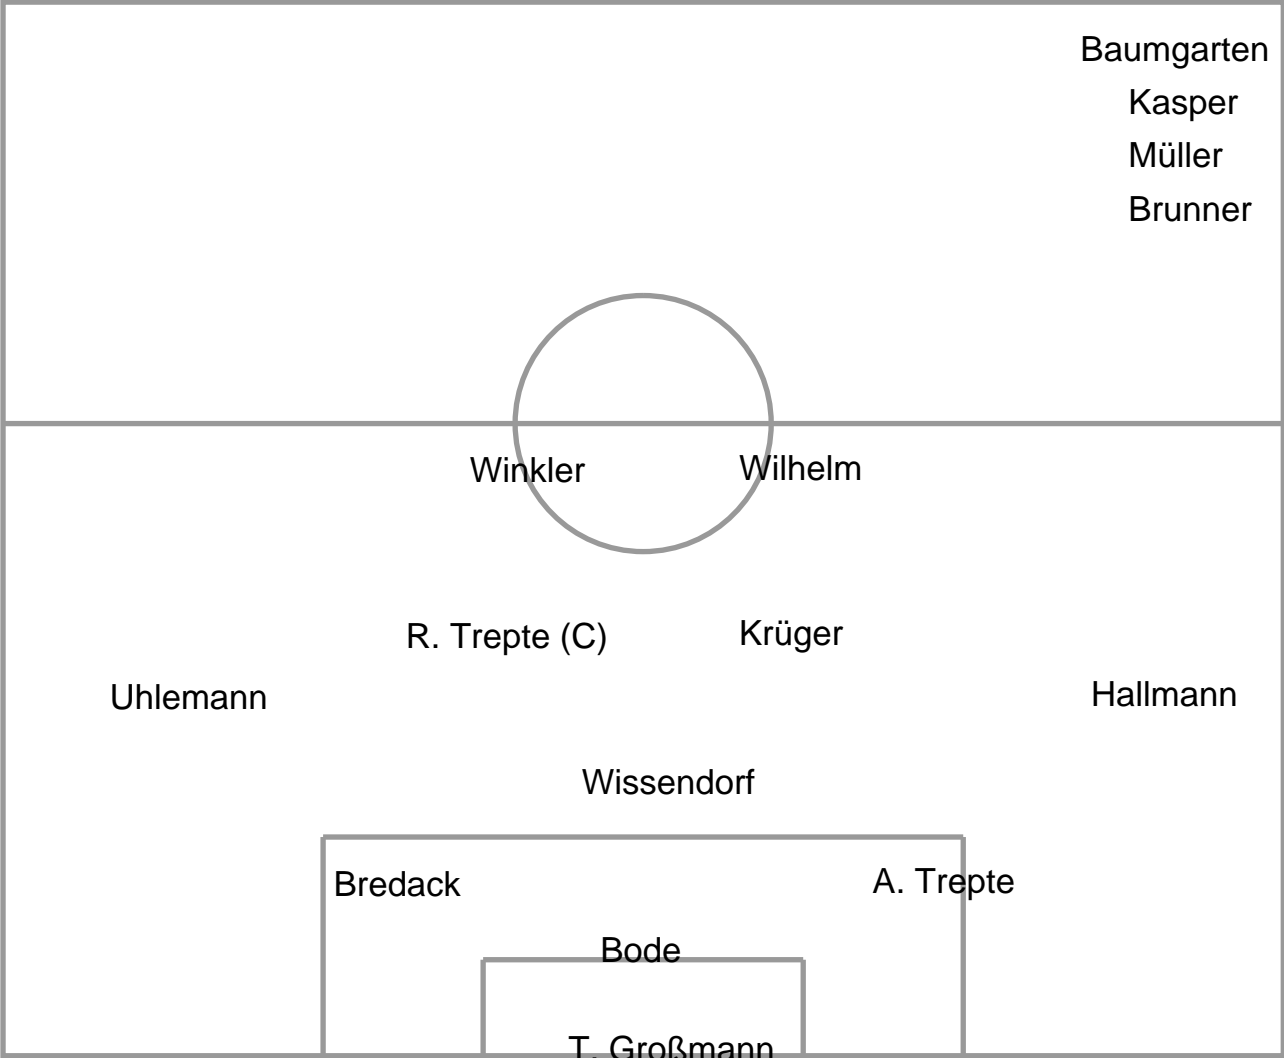 Baumgarten
Kasper
Müller
Brunner
Winkler Wilhelm
R. Trepte (C) Krüger
Uhlemann Hallmann
Wissendorf
Bredack A. Trepte
Bode
T. Großmann